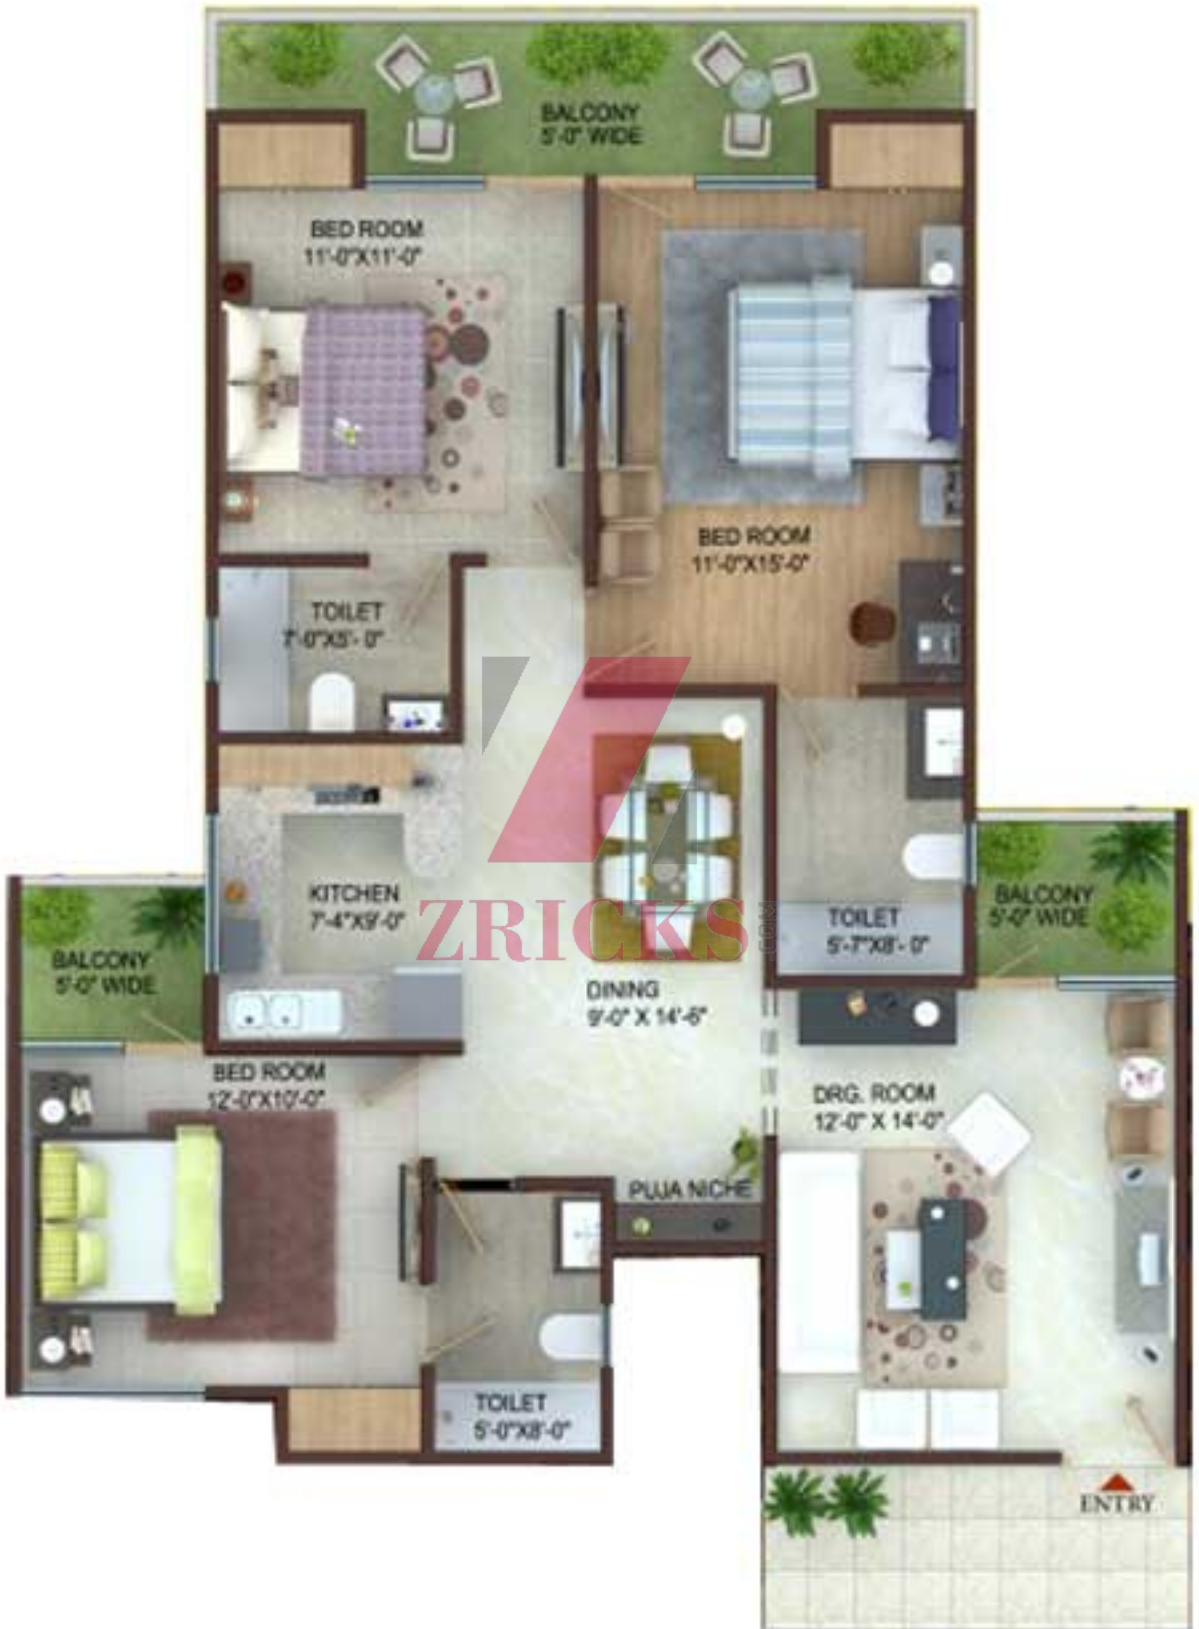 BALCONY
5'-0" WIDE
BED ROOM
11'-0"X11'-0"
BED ROOM
11'-0"X15'-0"
TOILET
7'-0"X5'- 0"
KITCHEN
7'-4"X9'-0"
ZRICKS
.COM
TOILET
5'-7"X8'- 0"
BALCONY
5'-0" WIDE
BALCONY
5'-0" WIDE
DINING
9'-0" X 14'-6"
BED ROOM
12'-0"X10'-0"
DRG. ROOM
12'-0" X 14'-0"
PUJA NICHE
TOILET
5'-0"X8'-0"
ENTRY